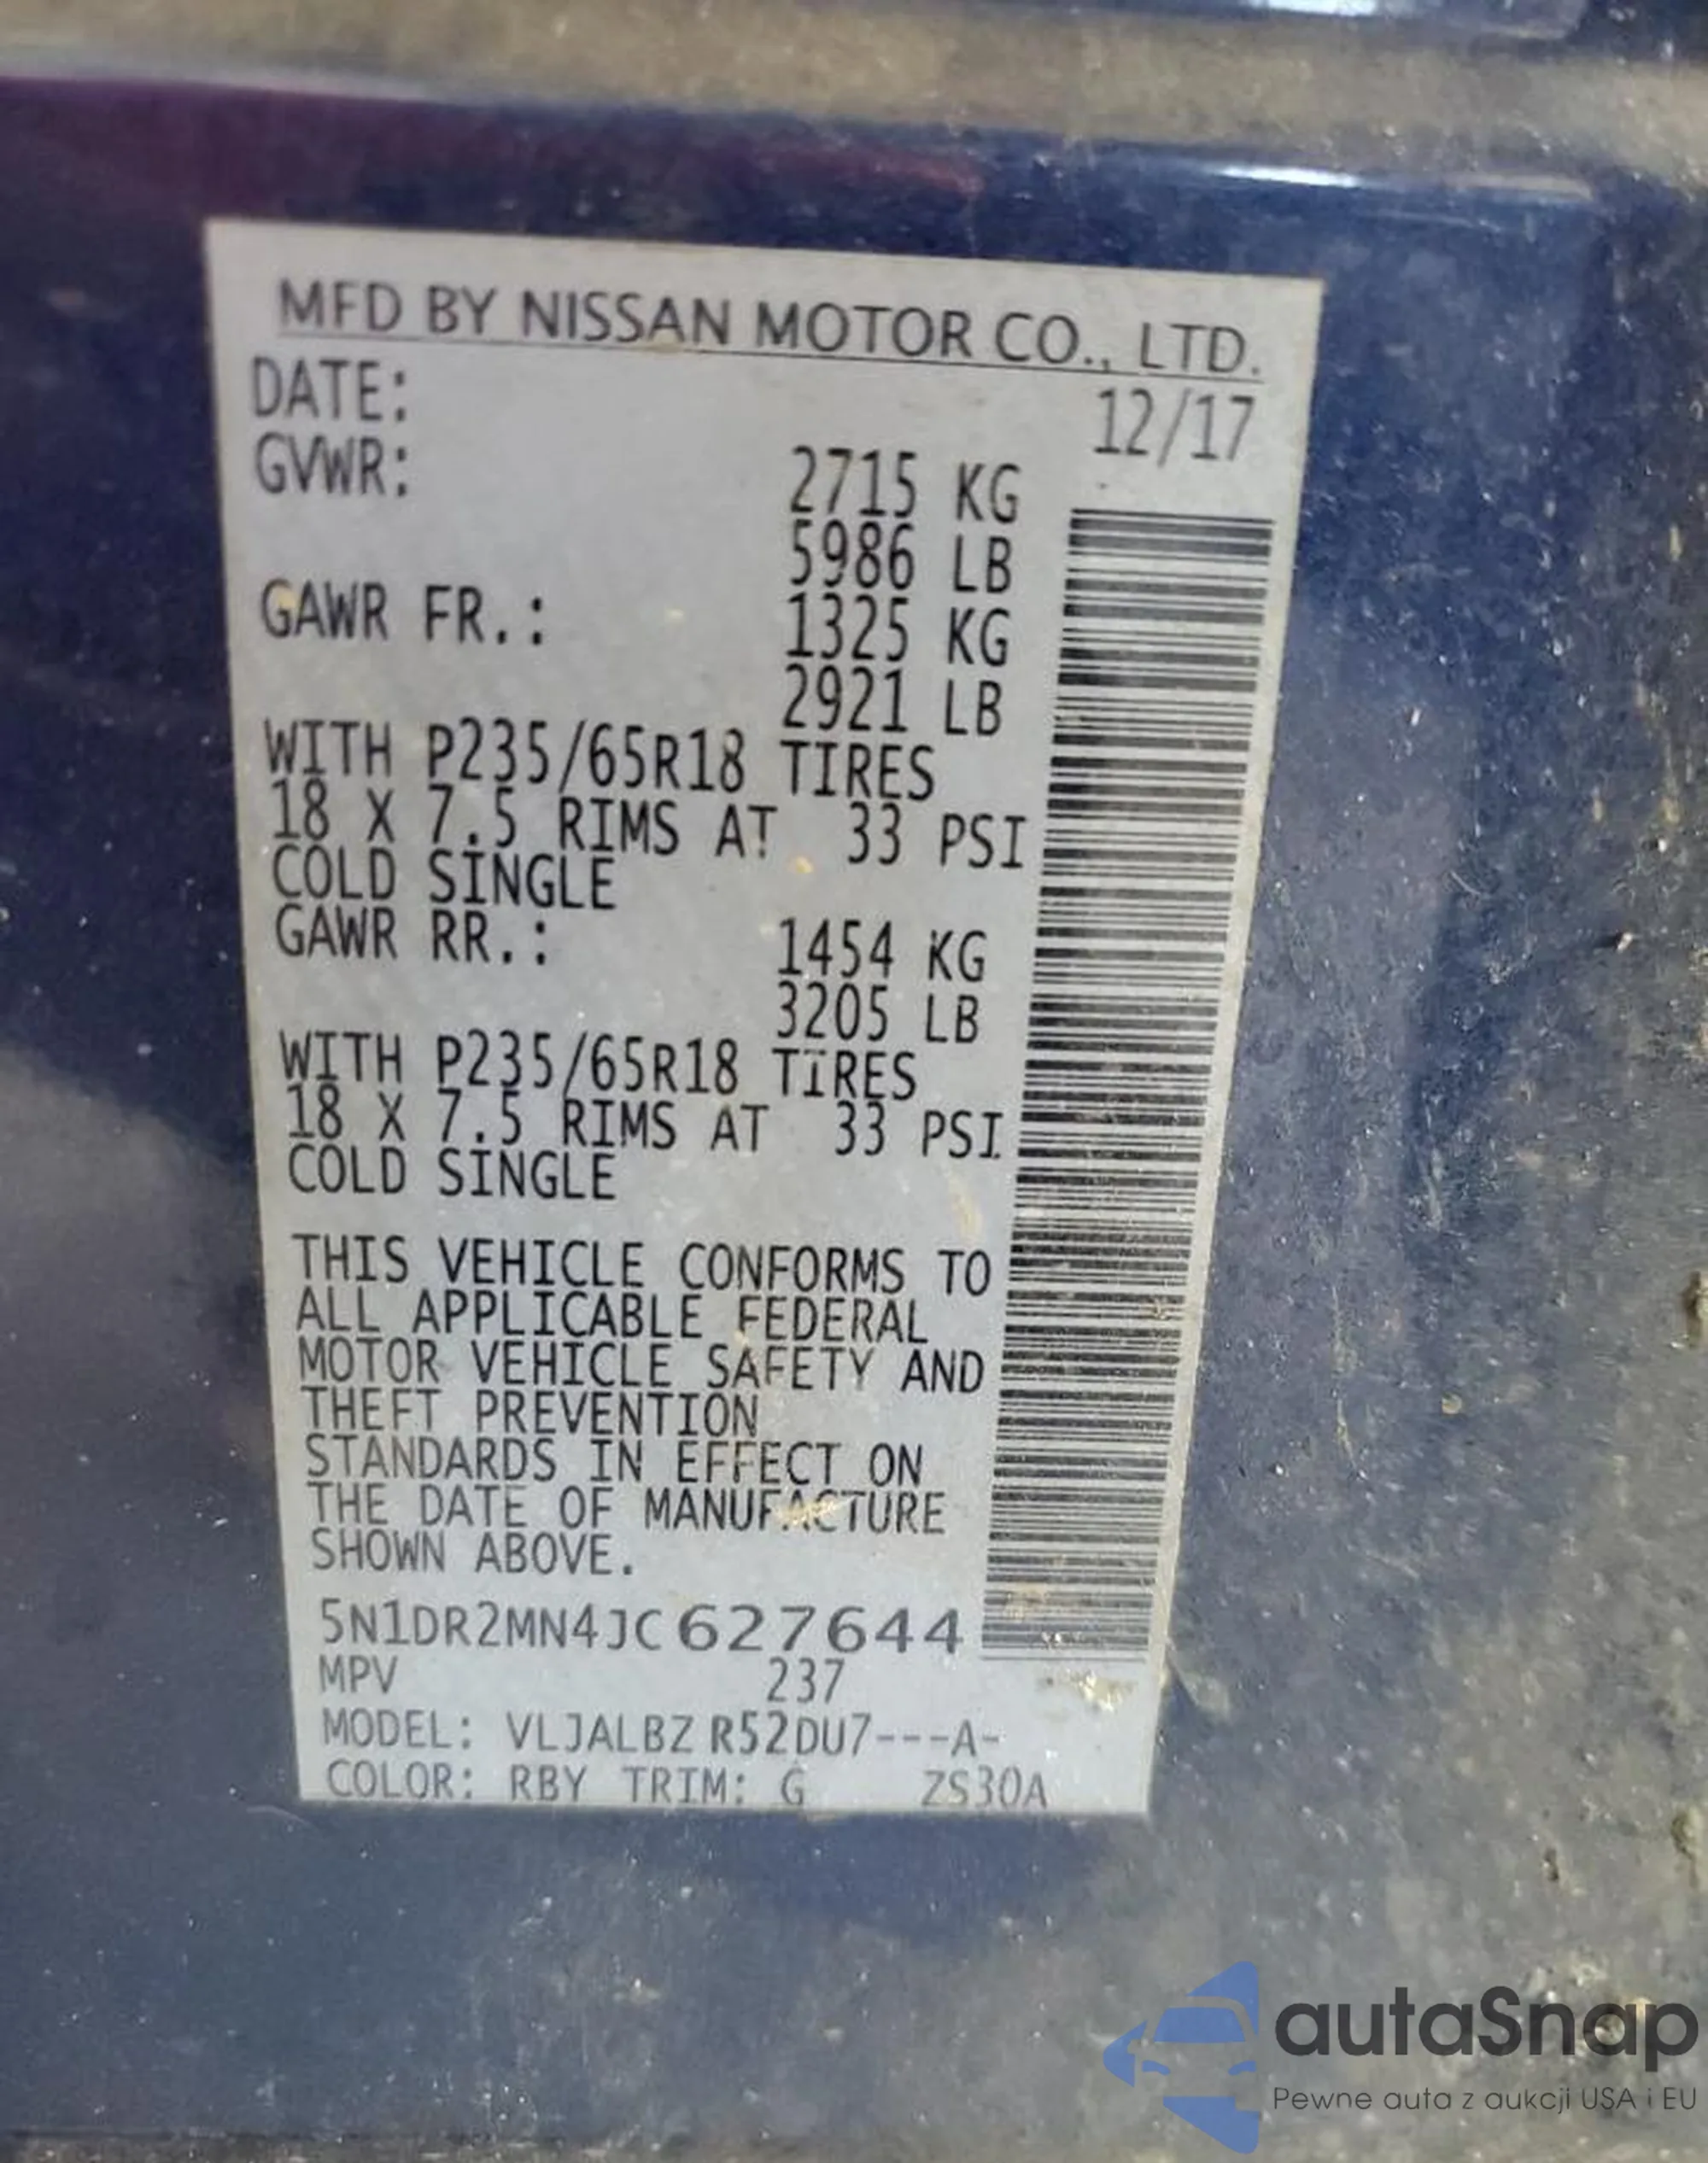 MFD BY NISSAN MOTOR CO., LTD.
DATE: 12/17
GVWR: 2715 KG
5986 LB
GAWR FR.: 1325 KG
2921 LB
WITH P235/65R18 TIRES
18 X 7.5 RIMS AT 33 PSI
COLD SINGLE
GAWR RR.: 1454 KG
3205 LB
WITH P235/65R18 TIRES
18 X 7.5 RIMS AT 33 PSI
COLD SINGLE
THIS VEHICLE CONFORMS TO
ALL APPLICABLE FEDERAL
MOTOR VEHICLE SAFETY AND
THEFT PREVENTION
STANDARDS IN EFFECT ON
THE DATE OF MANUFACTURE
SHOWN ABOVE.
5N1DR2MN4JC627644
MPV 237
MODEL: VLJALBZ R52DU7---A-
COLOR: RBY TRIM: G ZS30A
autaSnap
Pewne auta z aukcji USA i EU